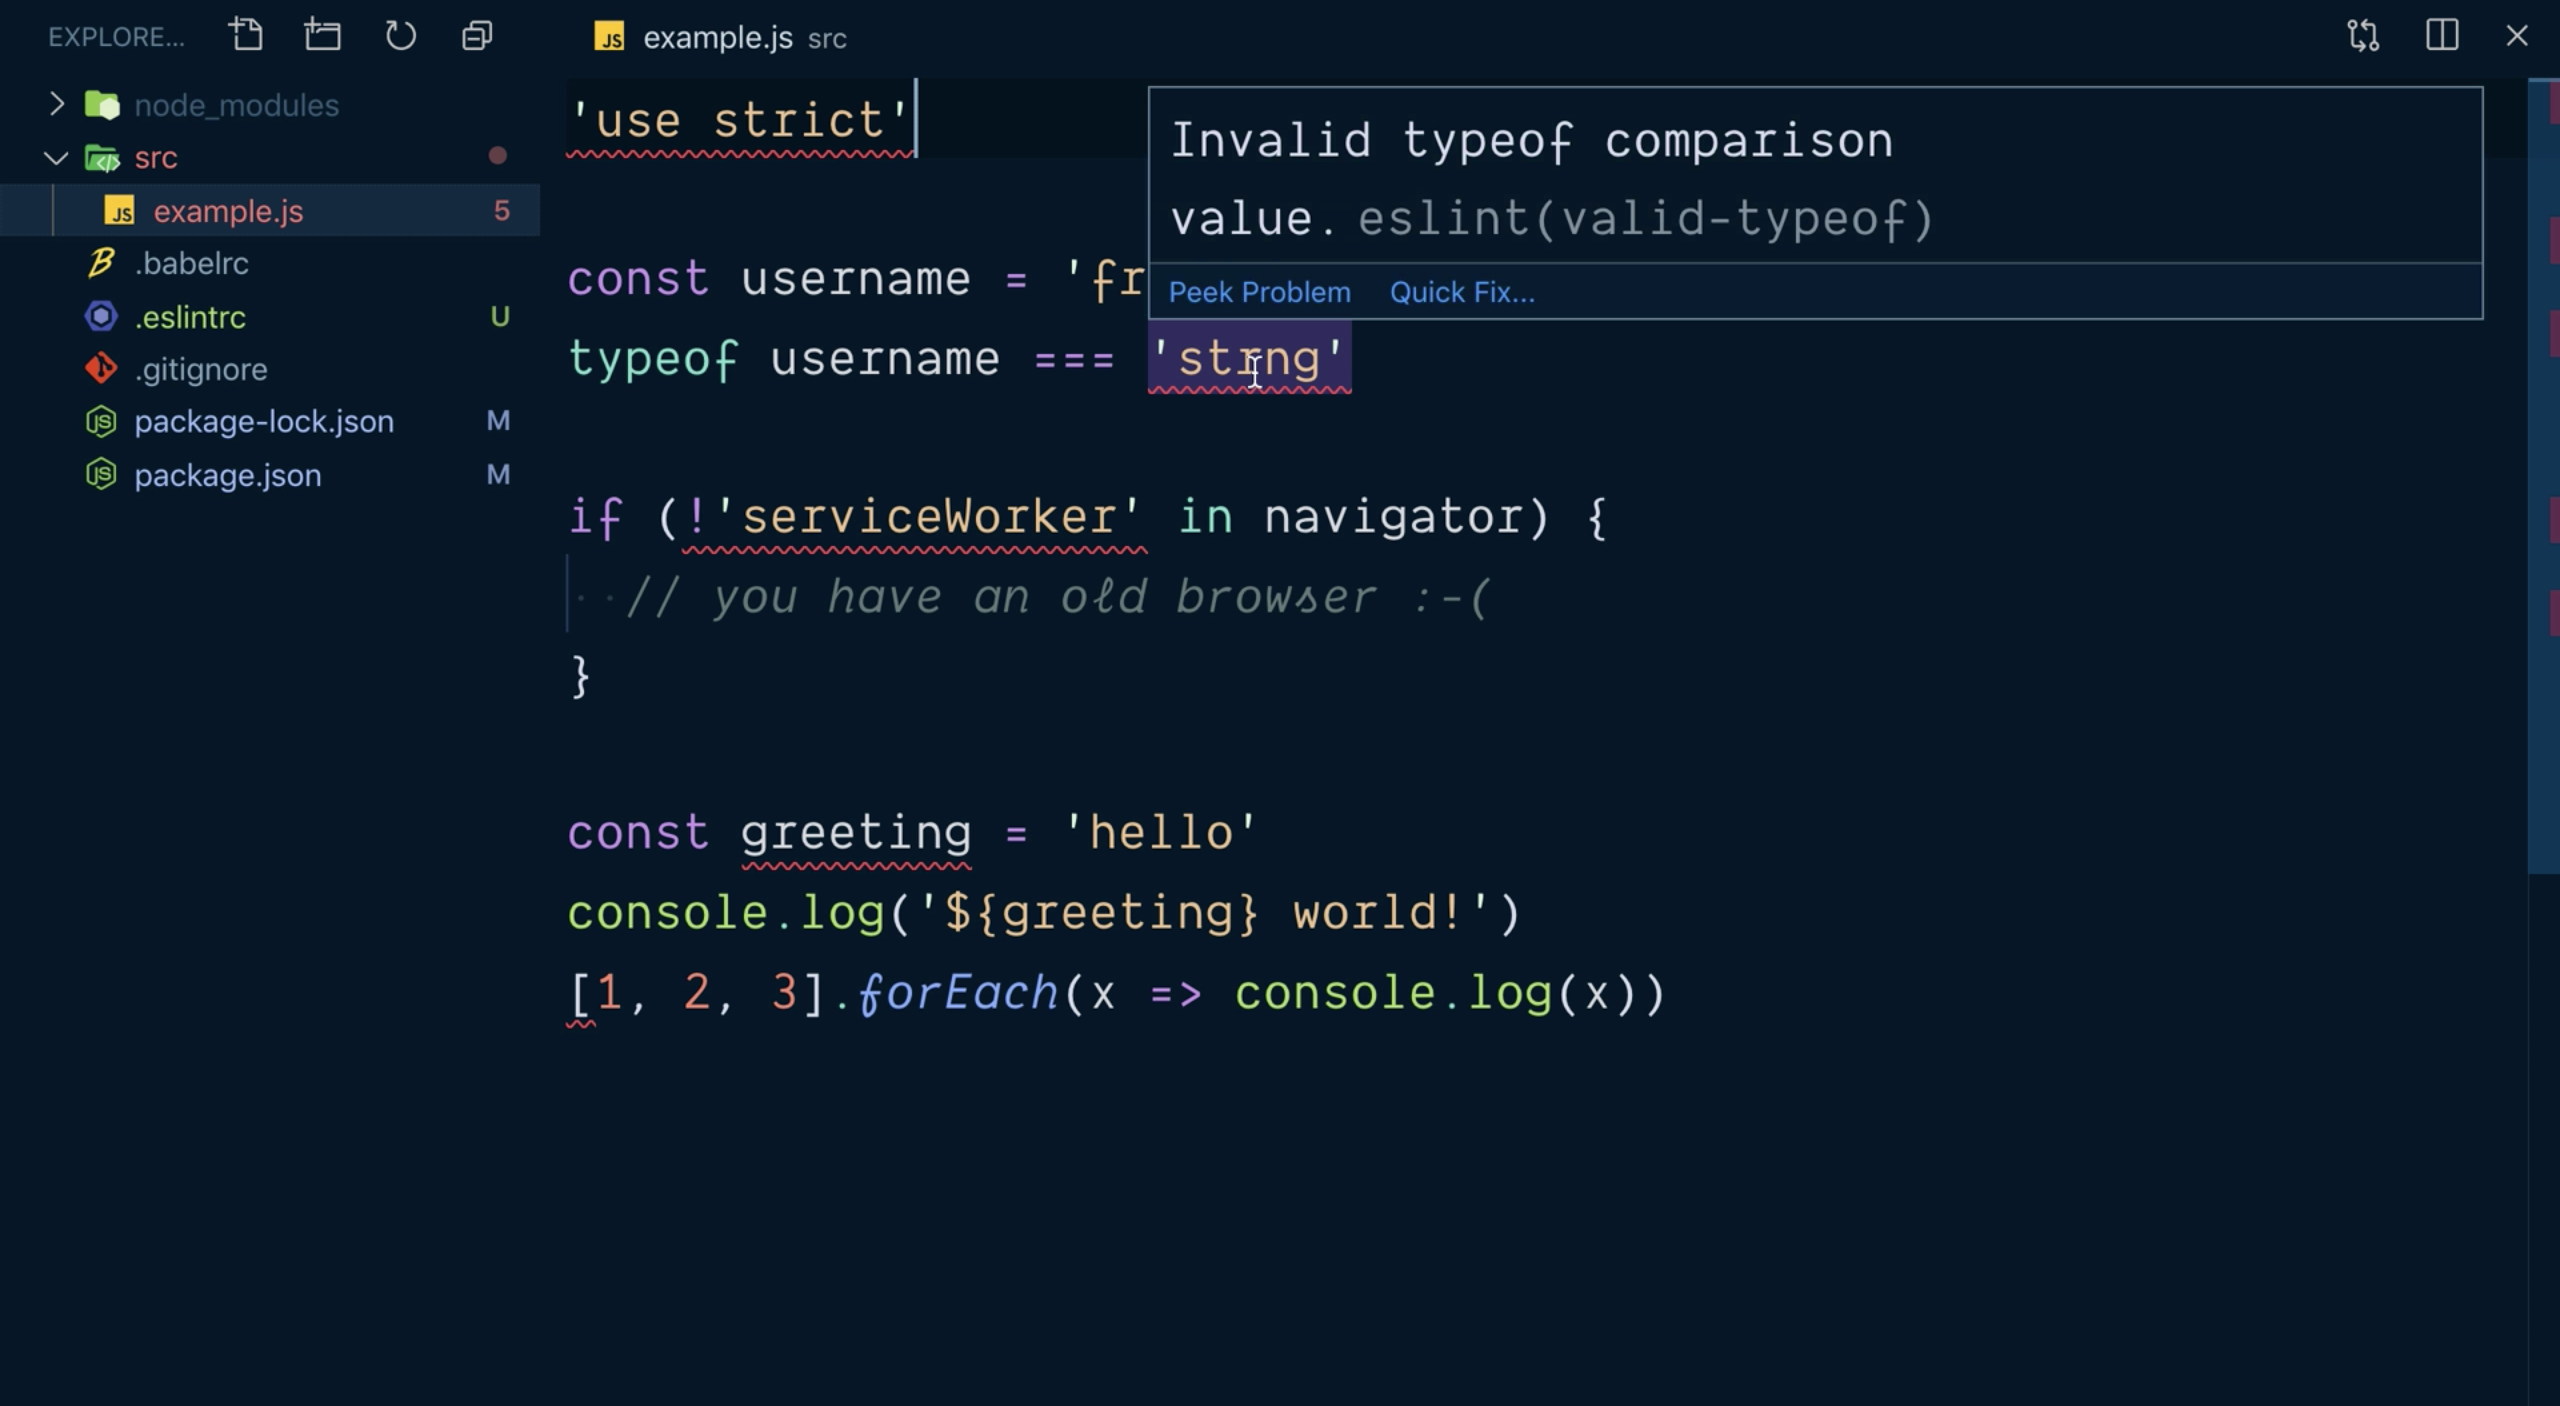 EXPLORE...
example.js src
node_modules
src
example.js 5
.babelrc
.eslintrc U
.gitignore
package-lock.json M
package.json M
'use strict'
Invalid typeof comparison
value. eslint(valid-typeof)
Peek Problem Quick Fix...
const username = 'fr
typeof username === 'strng'
if (!'serviceWorker' in navigator) {
// you have an old browser :-(
}
const greeting = 'hello'
console.log('${greeting} world!')
[1, 2, 3].forEach(x => console.log(x))